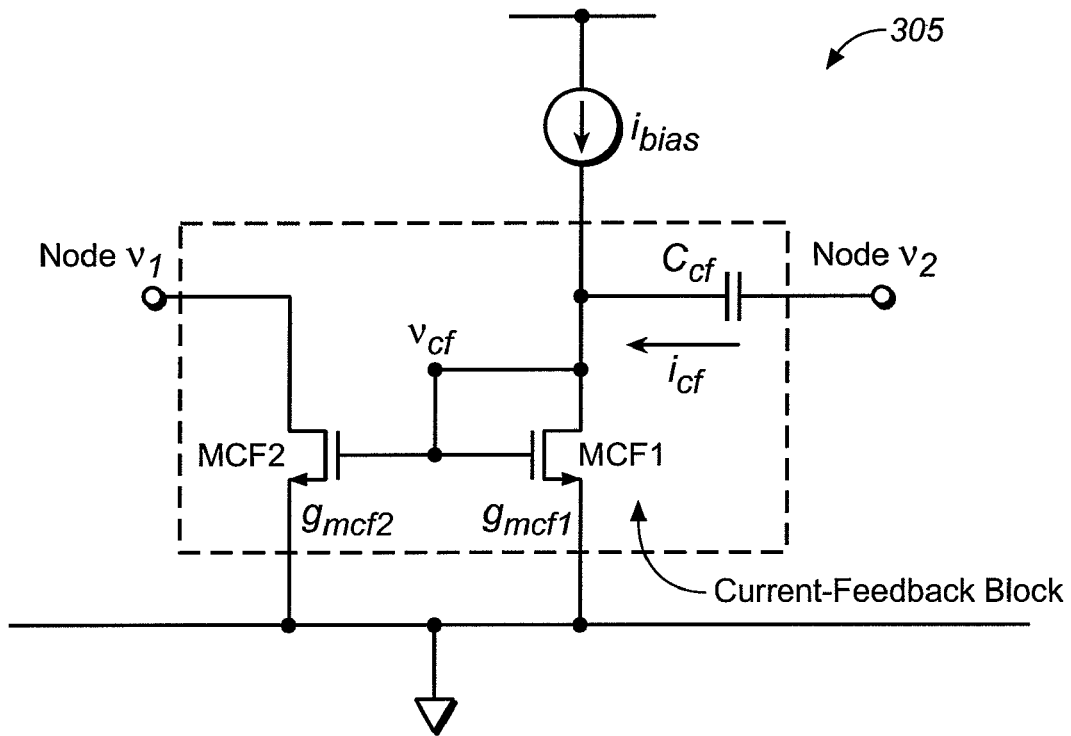 305
i_bias
Node v_1
C_cf
Node v_2
v_cf
i_cf
MCF2
MCF1
g_mcf2
g_mcf1
Current-Feedback Block